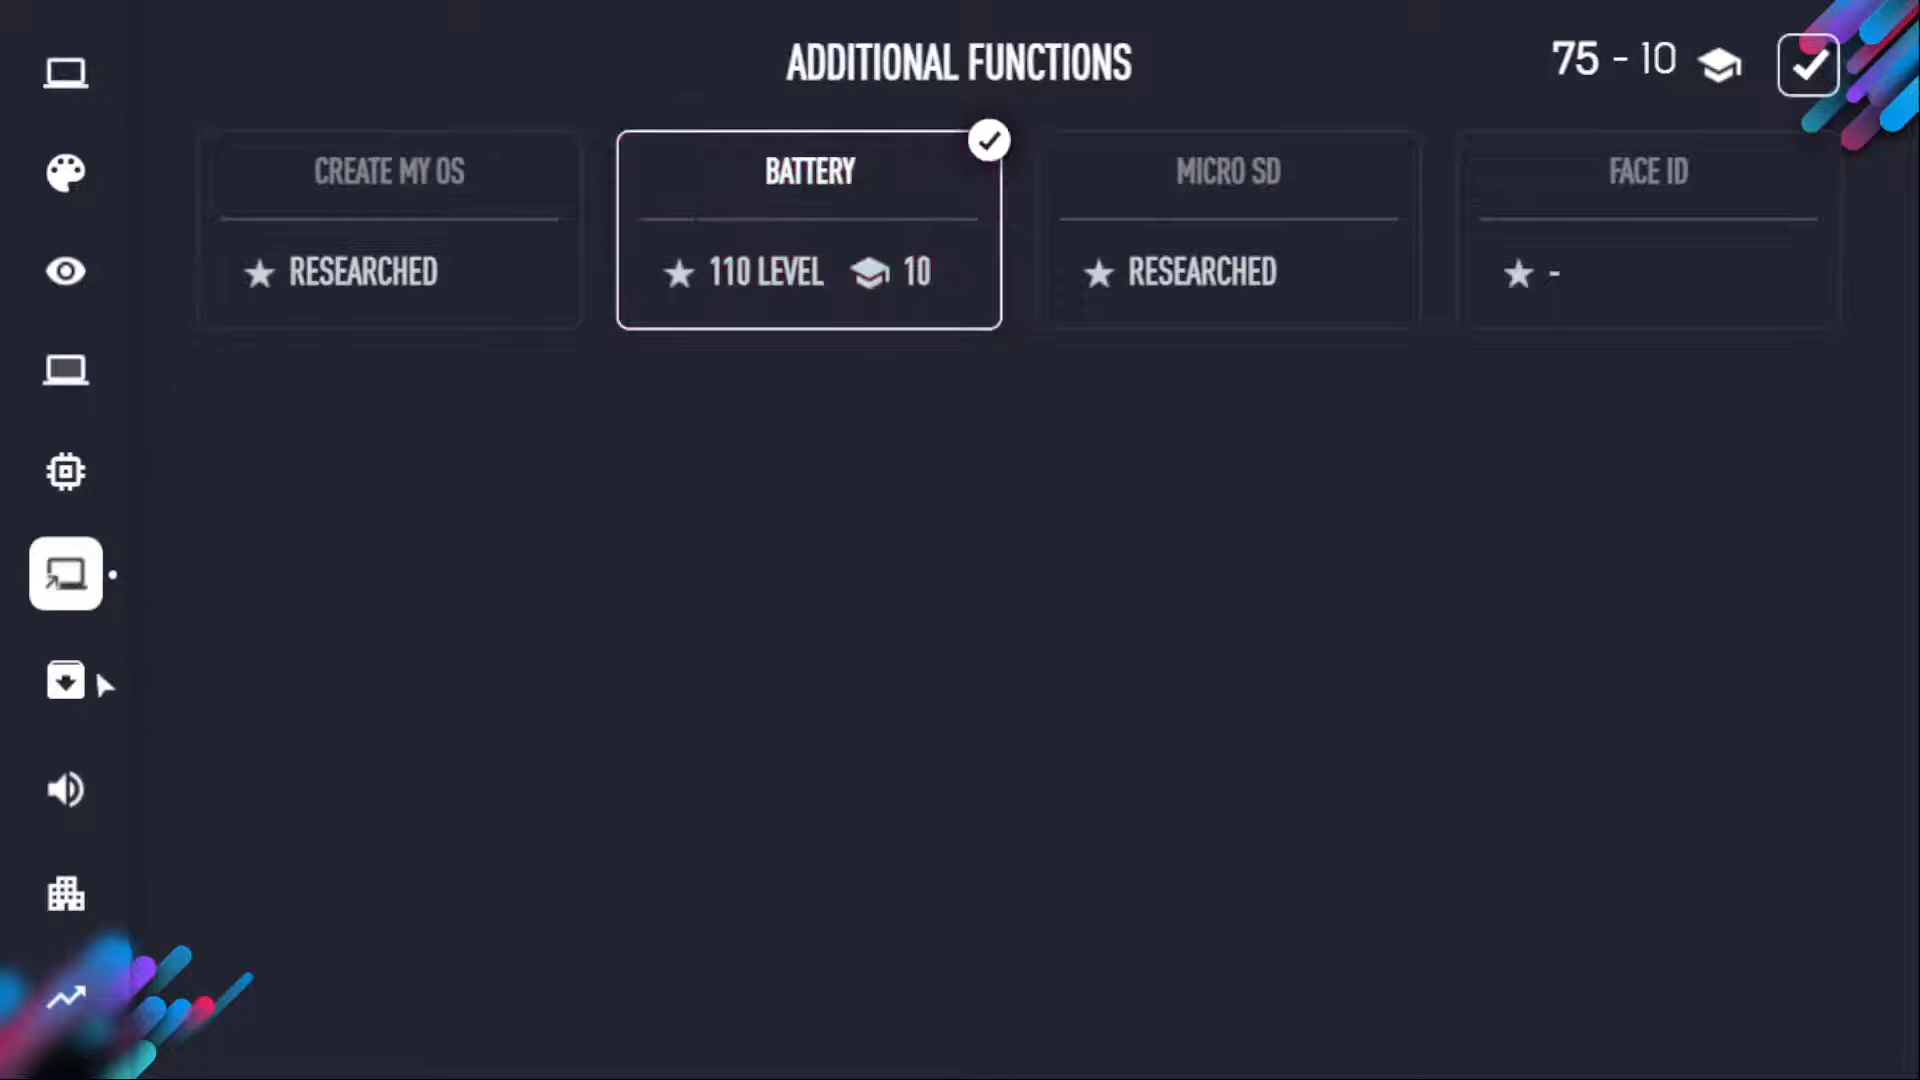 ADDITIONAL FUNCTIONS
75 - 10
CREATE MY OS
RESEARCHED
BATTERY
110 LEVEL 10
MICRO SD
RESEARCHED
FACE ID
-